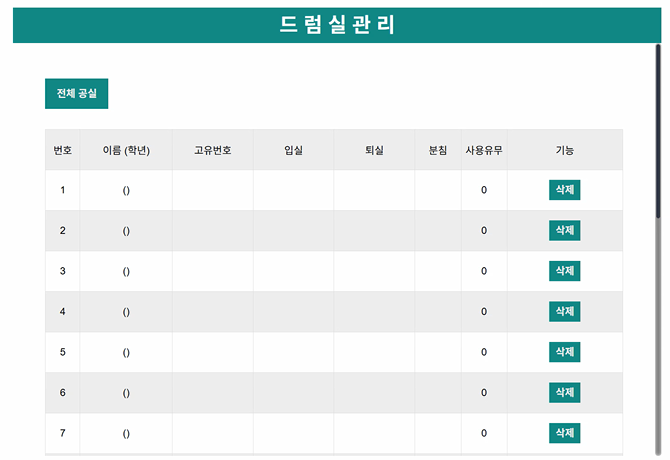 드 럼 실 관 리
전체 공실
번호 이름 (학년) 고유번호 입실 퇴실 분침 사용유무 기능
1 () 0 삭제
2 () 0 삭제
3 () 0 삭제
4 () 0 삭제
5 () 0 삭제
6 () 0 삭제
7 () 0 삭제